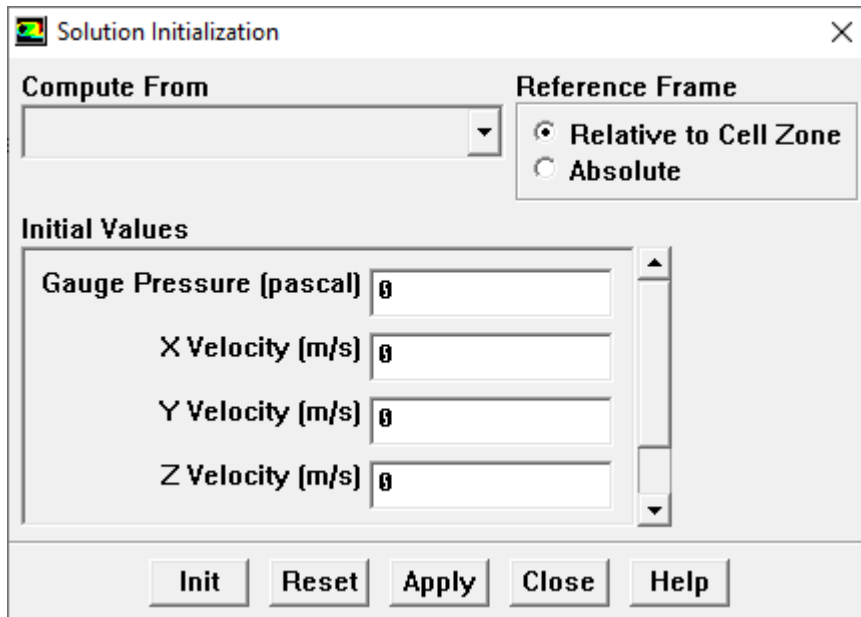 Solution Initialization
Compute From
Reference Frame
Relative to Cell Zone
Absolute
Initial Values
Gauge Pressure (pascal) 0
X Velocity (m/s) 0
Y Velocity (m/s) 0
Z Velocity (m/s) 0
Init Reset Apply Close Help